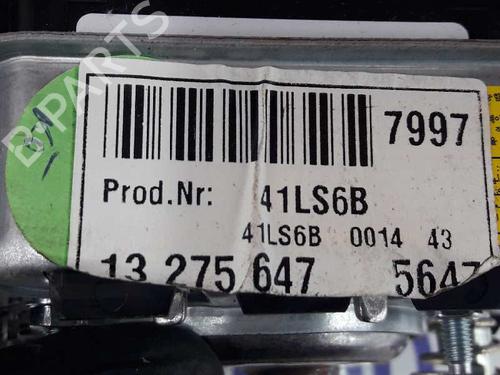 B-PARTS
7997
Prod.Nr: 41LS6B
41LS6B 0014 43
13 275 647 5647